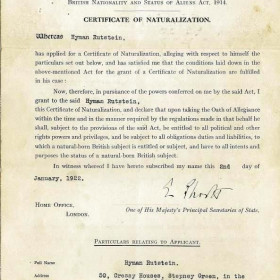 British Nationality and Status of Aliens Act, 1914.
CERTIFICATE OF NATURALIZATION.
Whereas Hyman Rutstein,
has applied for a Certificate of Naturalization, alleging with respect to himself the
particulars set out below, and has satisfied me that the conditions laid down in the
above-mentioned Act for the grant of a Certificate of Naturalization are fulfilled
in his case:
Now, therefore, in pursuance of the powers conferred on me by the said Act, I
grant to the said Hyman Rutstein,
this Certificate of Naturalization, and declare that upon taking the Oath of Allegiance
within the time and in the manner required by the regulations made in that behalf he
shall, subject to the provisions of the said Act, be entitled to all political and other
rights powers and privileges, and be subject to all obligations duties and liabilities, to
which a natural-born British subject is entitled or subject, and have to all intents and
purposes the status of a natural-born British subject.
In witness whereof I have hereto subscribed my name this 2nd
day of
January, 1922.
HOME OFFICE,
LONDON.
One of His Majesty's Principal Secretaries of State.
Particulars relating to Applicant.
Full Name Hyman Rutstein.
Address 50, Cressy Houses, Stepney Green, in the